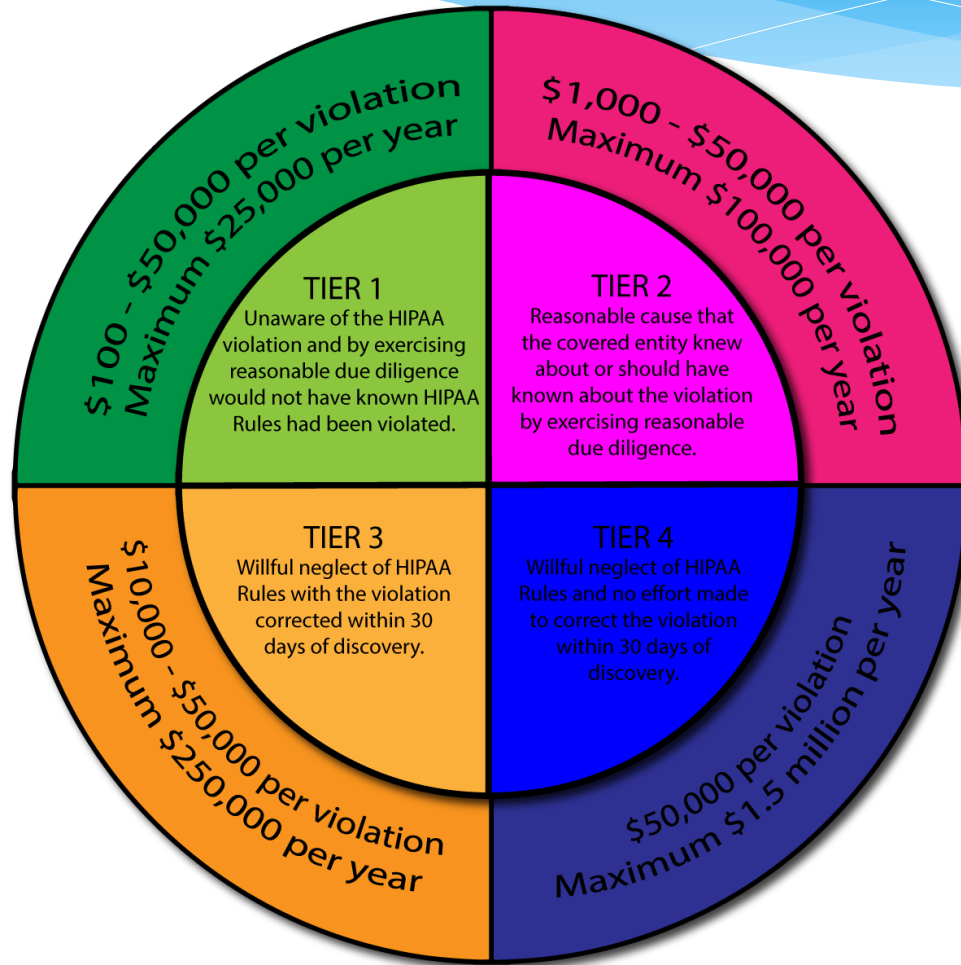 $100 - $50,000 per violation
Maximum $25,000 per year
$1,000 - $50,000 per violation
Maximum $100,000 per year
TIER 1
Unaware of the HIPAA
violation and by exercising
reasonable due diligence
would not have known HIPAA
Rules had been violated.
TIER 2
Reasonable cause that
the covered entity knew
about or should have
known about the violation
by exercising reasonable
due diligence.
TIER 3
Willful neglect of HIPAA
Rules with the violation
corrected within 30
days of discovery.
TIER 4
Willful neglect of HIPAA
Rules and no effort made
to correct the violation
within 30 days of
discovery.
$10,000 - $50,000 per violation
Maximum $250,000 per year
$50,000 per violation
Maximum $1.5 million per year